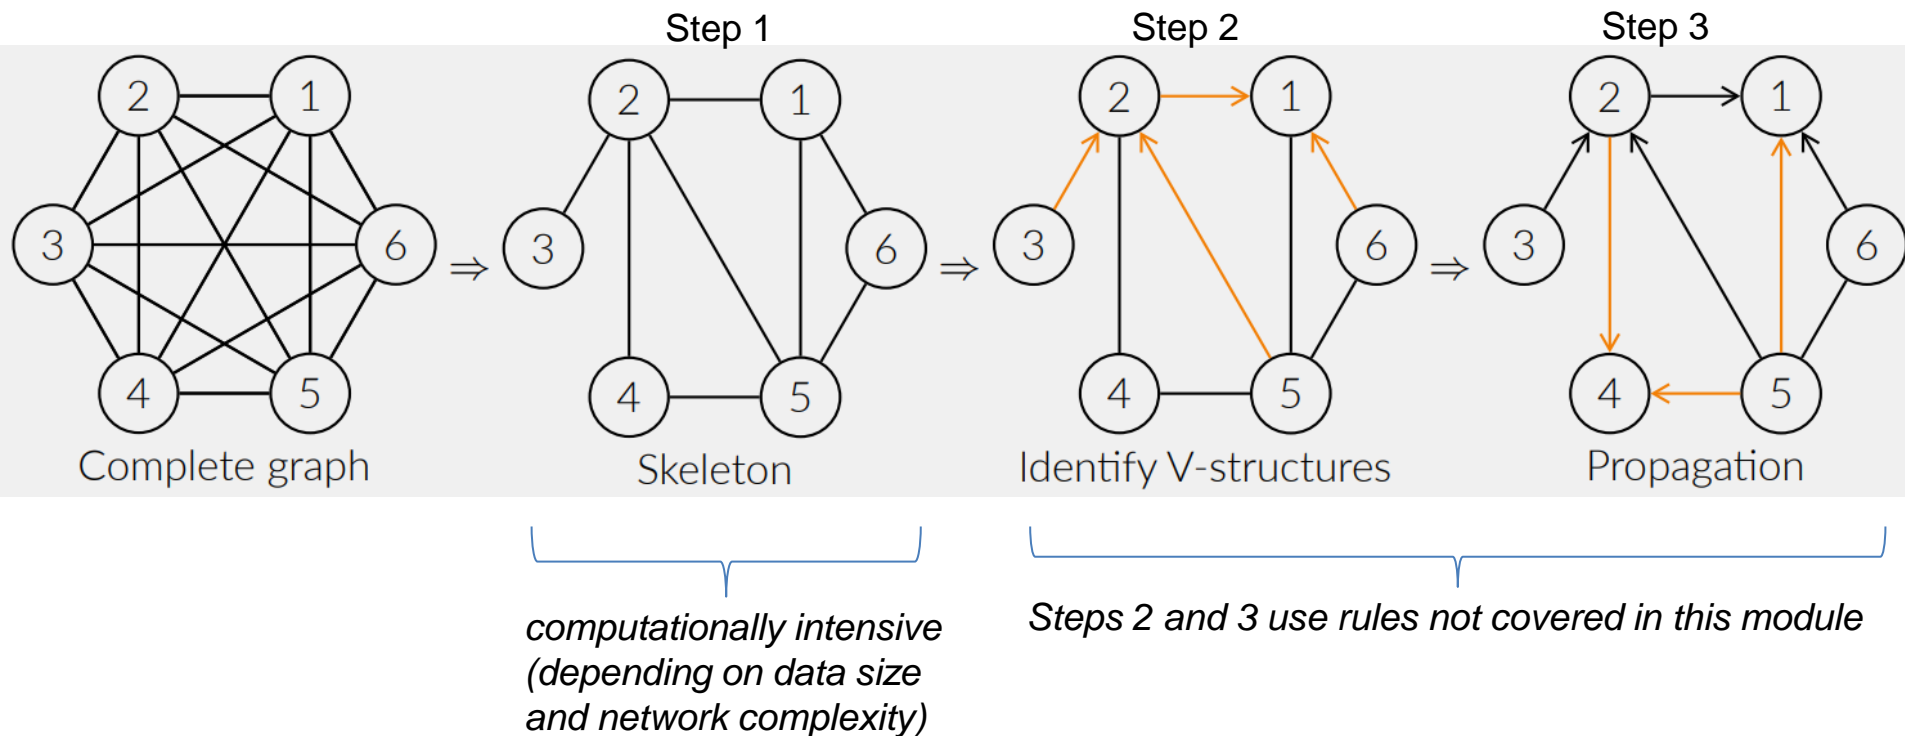 Step 1
Step 2
Step 3
2 1
3 6
4 5
Complete graph
⇒
2 1
3 6
4 5
Skeleton
⇒
2 1
3 6
4 5
Identify V-structures
⇒
2 1
3 6
4 5
Propagation
computationally intensive
(depending on data size
and network complexity)
Steps 2 and 3 use rules not covered in this module